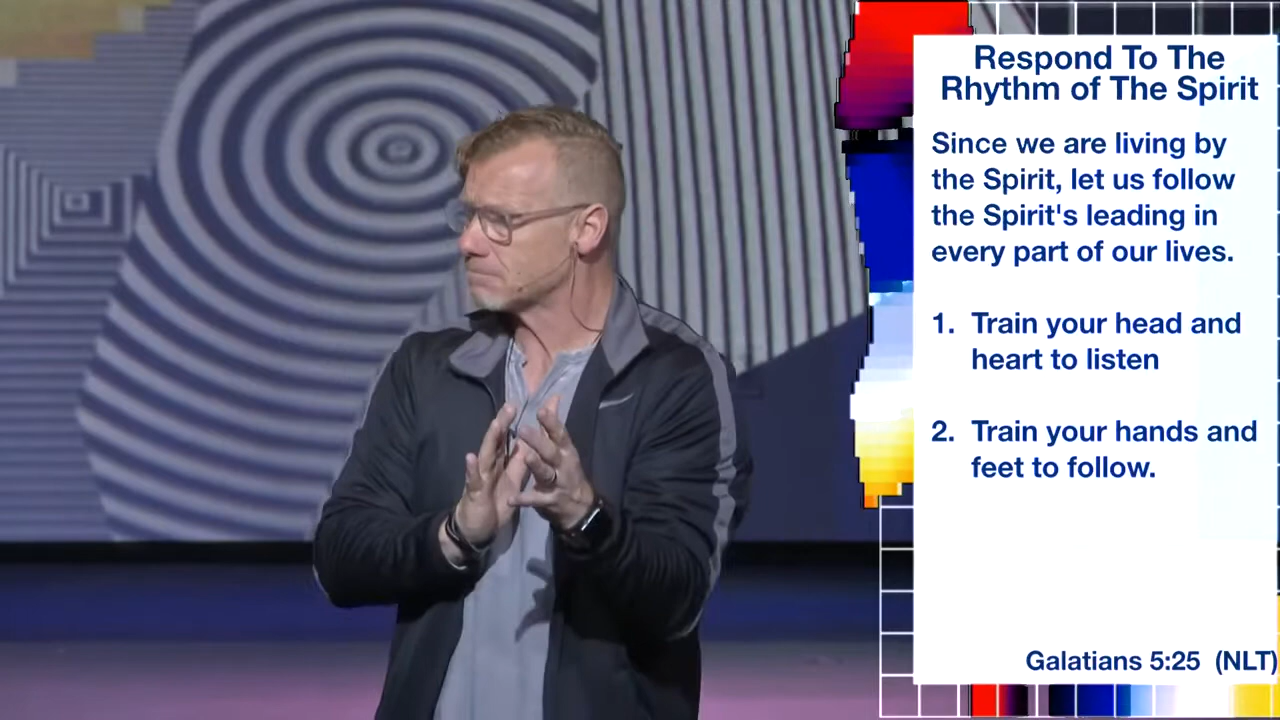 Respond To The
Rhythm of The Spirit
Since we are living by
the Spirit, let us follow
the Spirit's leading in
every part of our lives.
1. Train your head and
heart to listen
2. Train your hands and
feet to follow.
Galatians 5:25 (NLT)